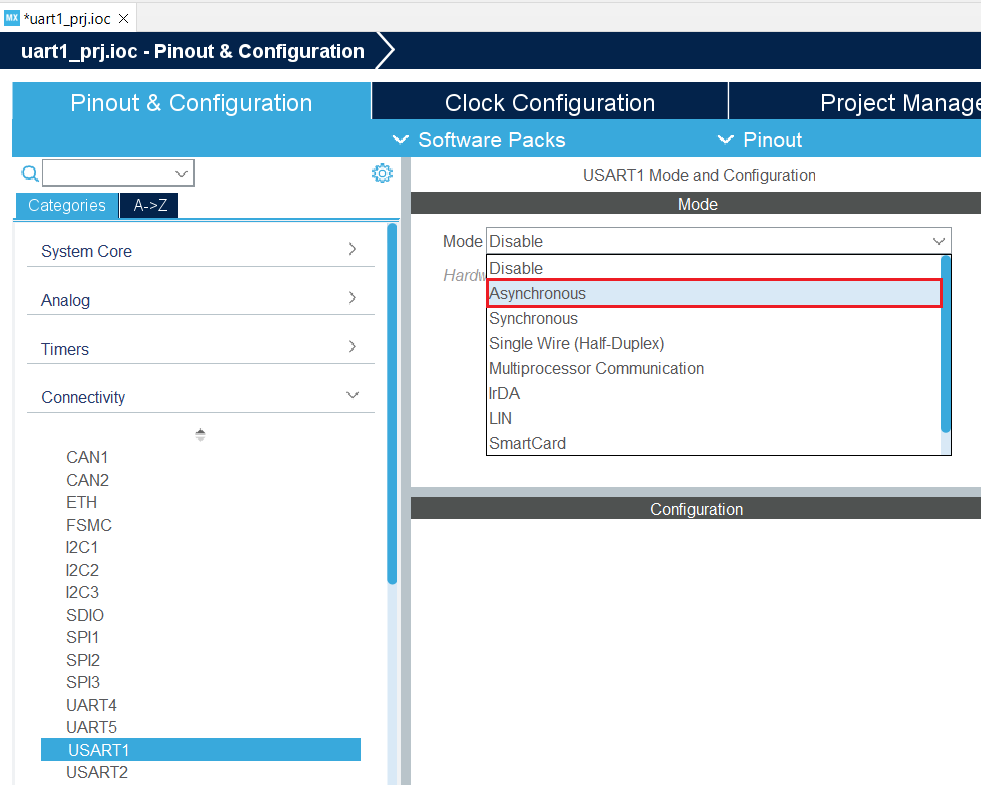 MX *uart1_prj.ioc
uart1_prj.ioc - Pinout & Configuration
Pinout & Configuration
Clock Configuration
Project Manage
Software Packs
Pinout
Categories
A->Z
System Core
Analog
Timers
Connectivity
CAN1
CAN2
ETH
FSMC
I2C1
I2C2
I2C3
SDIO
SPI1
SPI2
SPI3
UART4
UART5
USART1
USART2
USART1 Mode and Configuration
Mode
Mode Disable
Hardw
Disable
Asynchronous
Synchronous
Single Wire (Half-Duplex)
Multiprocessor Communication
IrDA
LIN
SmartCard
Configuration